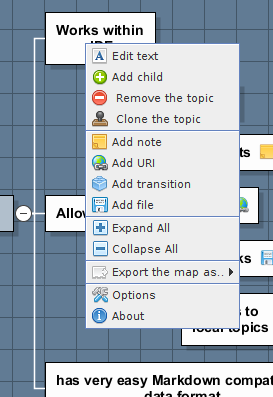 Works within
Edit text
Add child
Remove the topic
Clone the topic
Add note
Add URI
Add transition
Add file
Expand All
Collapse All
Export the map as..
Options
About
Allow
ts
ks
s to
local topics
has very easy Markdown compat
data format